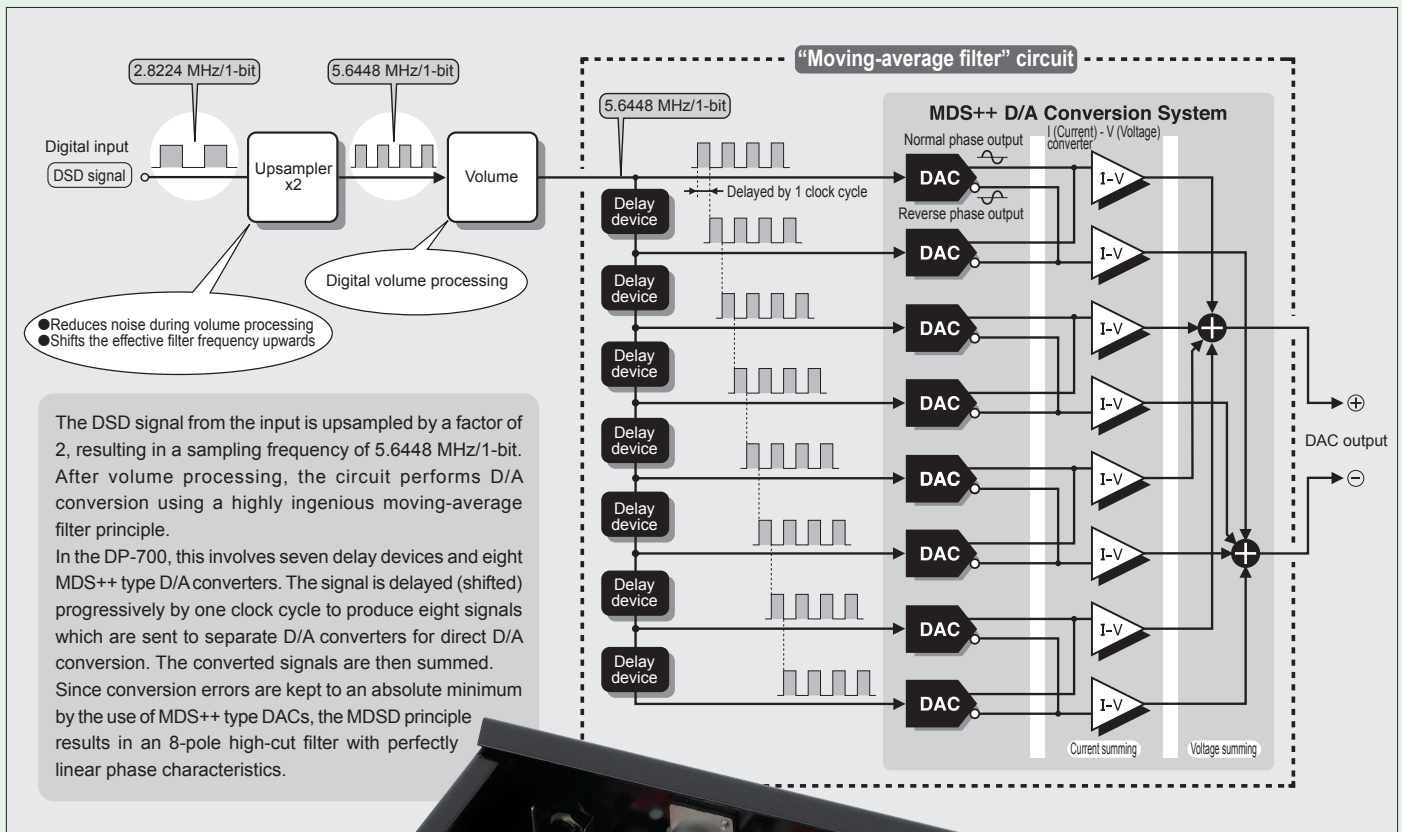 “Moving-average filter” circuit
2.8224 MHz/1-bit
5.6448 MHz/1-bit
Digital input
DSD signal
Upsampler
x2
Volume
●Reduces noise during volume processing
●Shifts the effective filter frequency upwards
Digital volume processing
5.6448 MHz/1-bit
Delayed by 1 clock cycle
Delay
device
Delay
device
Delay
device
Delay
device
Delay
device
Delay
device
Delay
device
MDS++ D/A Conversion System
Normal phase output
I (Current) - V (Voltage)
converter
Reverse phase output
DAC
I-V
DAC
I-V
DAC
I-V
DAC
I-V
DAC
I-V
DAC
I-V
DAC
I-V
DAC
I-V
Current summing
Voltage summing
+
+
⊕
DAC output
⊖
The DSD signal from the input is upsampled by a factor of
2, resulting in a sampling frequency of 5.6448 MHz/1-bit.
After volume processing, the circuit performs D/A
conversion using a highly ingenious moving-average
filter principle.
In the DP-700, this involves seven delay devices and eight
MDS++ type D/A converters. The signal is delayed (shifted)
progressively by one clock cycle to produce eight signals
which are sent to separate D/A converters for direct D/A
conversion. The converted signals are then summed.
Since conversion errors are kept to an absolute minimum
by the use of MDS++ type DACs, the MDSD principle
results in an 8-pole high-cut filter with perfectly
linear phase characteristics.